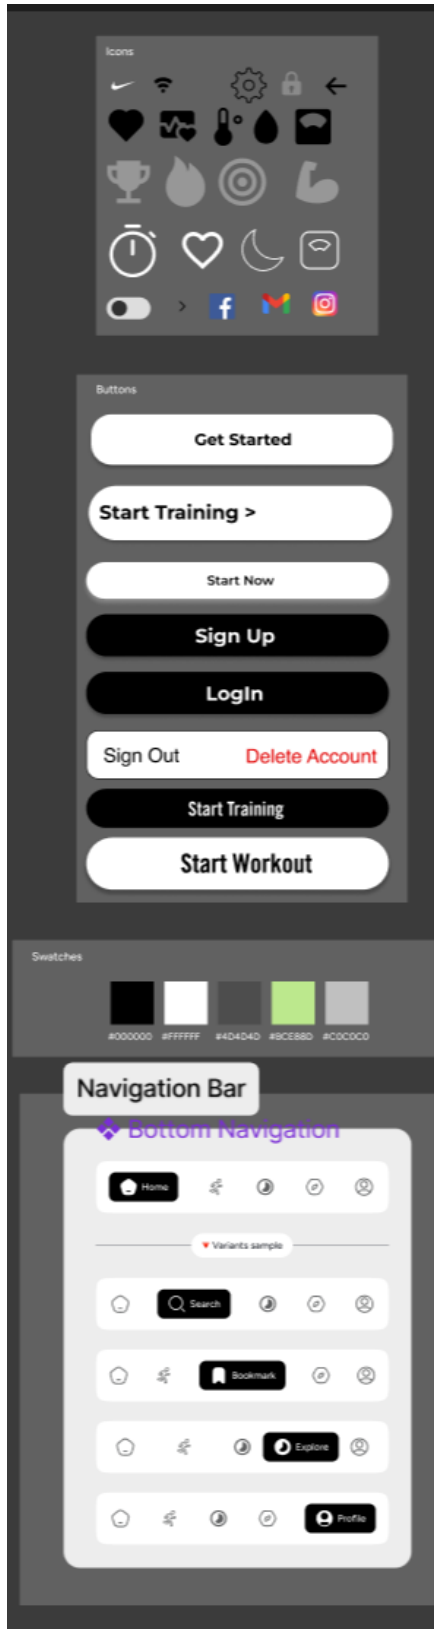 Icons
Buttons
Get Started
Start Training >
Start Now
Sign Up
LogIn
Sign Out Delete Account
Start Training
Start Workout
Swatches
#000000 #FFFFFF #4D4D4D #BCE88D #C0C0C0
Navigation Bar
Bottom Navigation
Home
Variants sample
Search
Bookmark
Explore
Profile